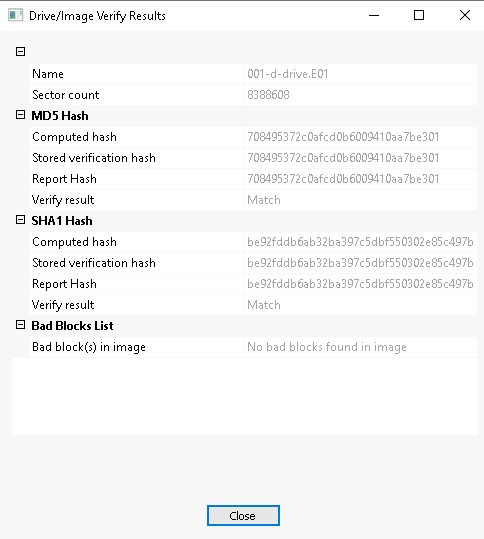 Drive/Image Verify Results
Name 001-d-drive.E01
Sector count 8388608
MD5 Hash
Computed hash 708495372c0afcd0b6009410aa7be301
Stored verification hash 708495372c0afcd0b6009410aa7be301
Report Hash 708495372c0afcd0b6009410aa7be301
Verify result Match
SHA1 Hash
Computed hash be92fddb6ab32ba397c5dbf550302e85c497b
Stored verification hash be92fddb6ab32ba397c5dbf550302e85c497b
Report Hash be92fddb6ab32ba397c5dbf550302e85c497b
Verify result Match
Bad Blocks List
Bad block(s) in image No bad blocks found in image
Close